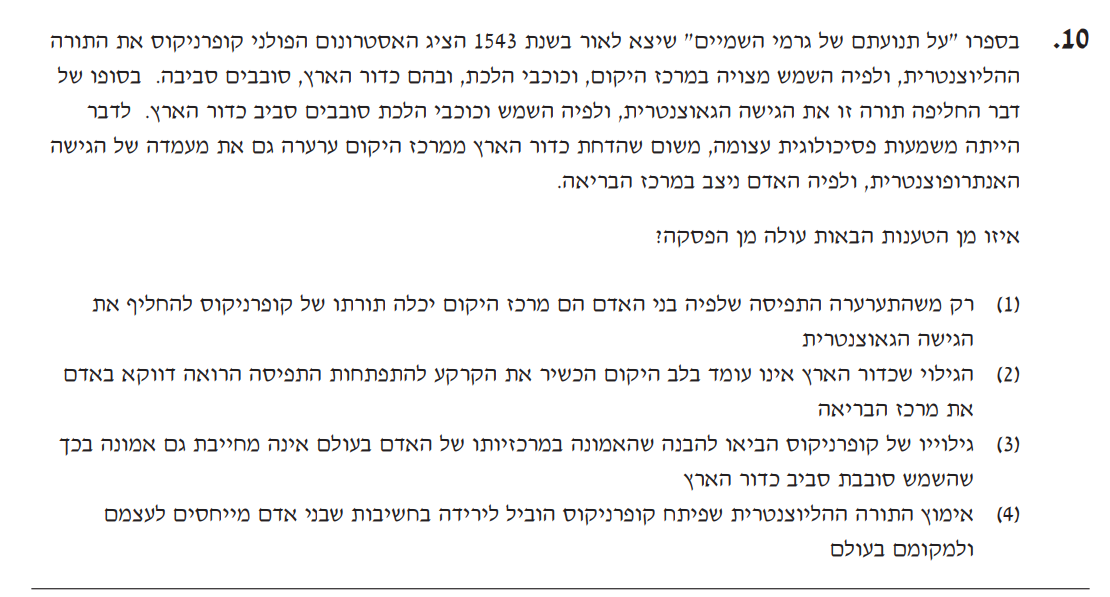 10. בספרו "על תנועתם של גרמי השמיים" שיצא לאור בשנת 1543 הציג האסטרונום הפולני קופרניקוס את התורה
ההליוצנטרית, ולפיה השמש מצויה במרכז היקום, וכוכבי הלכת, ובהם כדור הארץ, סובבים סביבה. בסופו של
דבר החליפה תורה זו את הגישה הגאוצנטרית, ולפיה השמש וכוכבי הלכת סובבים סביב כדור הארץ. לדבר
הייתה משמעות פסיכולוגית עצומה, משום שהדחת כדור הארץ ממרכז היקום ערערה גם את מעמדה של הגישה
האנתרופוצנטרית, ולפיה האדם ניצב במרכז הבריאה.
איזו מן הטענות הבאות עולה מן הפסקה?
(1) רק משהתערערה התפיסה שלפיה בני האדם הם מרכז היקום יכלה תורתו של קופרניקוס להחליף את
הגישה הגאוצנטרית
(2) הגילוי שכדור הארץ אינו עומד בלב היקום הכשיר את הקרקע להתפתחות התפיסה הרואה דווקא באדם
את מרכז הבריאה
(3) גילוייו של קופרניקוס הביאו להבנה שהאמונה במרכזיותו של האדם בעולם אינה מחייבת גם אמונה בכך
שהשמש סובבת סביב כדור הארץ
(4) אימוץ התורה ההליוצנטרית שפיתח קופרניקוס הוביל לירידה בחשיבות שבני אדם מייחסים לעצמם
ולמקומם בעולם